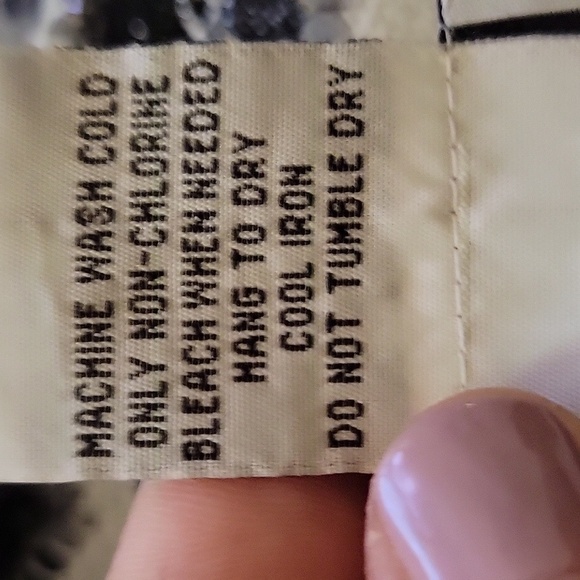 MACHINE WASH COLD
ONLY NON-CHLORINE
BLEACH WHEN NEEDED
HANG TO DRY
COOL IRON
DO NOT TUMBLE DRY